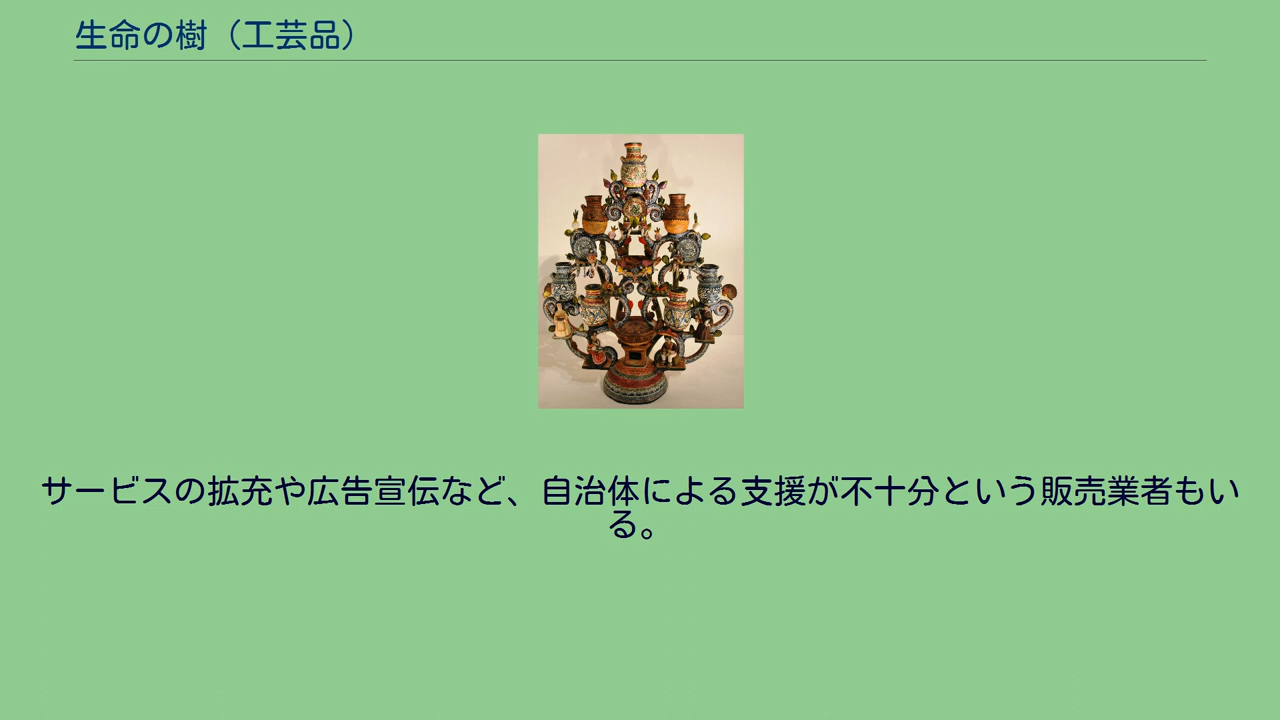 生命の樹（工芸品）
サービスの拡充や広告宣伝など、自治体による支援が不十分という販売業者もい
る。